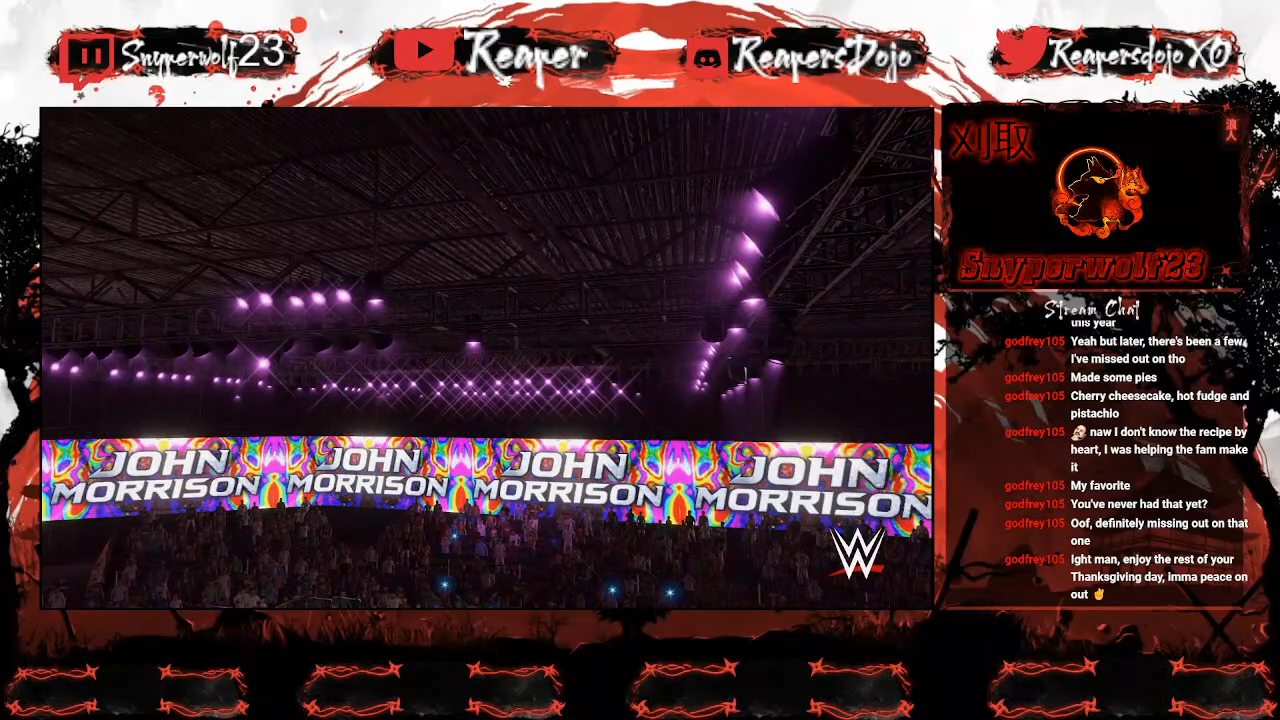 Snyperwolf23
Reaper
ReapersDojo
ReapersdojoXO
刈取
浪人
Snyperwolf23
Stream Chat
this year
godfrey105 Yeah but later, there's been a few, I've missed out on tho
godfrey105 Made some pies
godfrey105 Cherry cheesecake, hot fudge and pistachio
godfrey105 naw I don't know the recipe by heart, I was helping the fam make it
godfrey105 My favorite
godfrey105 You've never had that yet?
godfrey105 Oof, definitely missing out on that one
godfrey105 Ight man, enjoy the rest of your Thanksgiving day, imma peace on out ✌
JOHN MORRISON
JOHN MORRISON
JOHN MORRISON
JOHN MORRISON
W